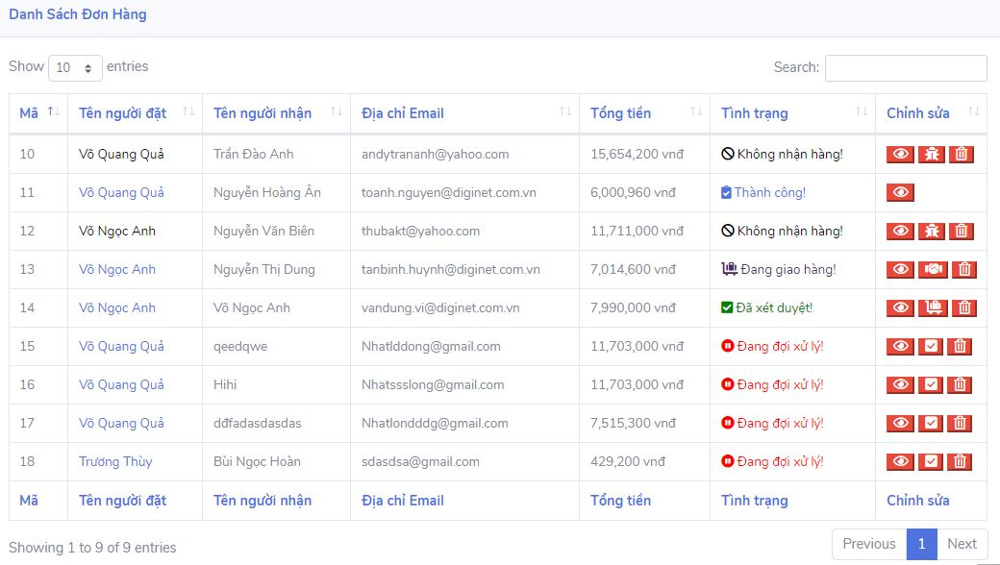 Danh Sách Đơn Hàng
Show 10 entries Search:
Mã Tên người đặt Tên người nhận Địa chỉ Email Tổng tiền Tình trạng Chỉnh sửa
10 Võ Quang Quả Trần Đào Anh andytrananh@yahoo.com 15,654,200 vnđ Không nhận hàng!
11 Võ Quang Quả Nguyễn Hoàng Ân toanh.nguyen@diginet.com.vn 6,000,960 vnđ Thành công!
12 Võ Ngọc Anh Nguyễn Văn Biên thubakt@yahoo.com 11,711,000 vnđ Không nhận hàng!
13 Võ Ngọc Anh Nguyễn Thị Dung tanbinh.huynh@diginet.com.vn 7,014,600 vnđ Đang giao hàng!
14 Võ Ngọc Anh Võ Ngọc Anh vandung.vi@diginet.com.vn 7,990,000 vnđ Đã xét duyệt!
15 Võ Quang Quả qeedqwe Nhatlddong@gmail.com 11,703,000 vnđ Đang đợi xử lý!
16 Võ Quang Quả Hihi Nhatssslong@gmail.com 11,703,000 vnđ Đang đợi xử lý!
17 Võ Quang Quả dđfadasdasdas Nhatlondddg@gmail.com 7,515,300 vnđ Đang đợi xử lý!
18 Trương Thùy Bùi Ngọc Hoàn sdasdsa@gmail.com 429,200 vnđ Đang đợi xử lý!
Mã Tên người đặt Tên người nhận Địa chỉ Email Tổng tiền Tình trạng Chỉnh sửa
Showing 1 to 9 of 9 entries Previous 1 Next